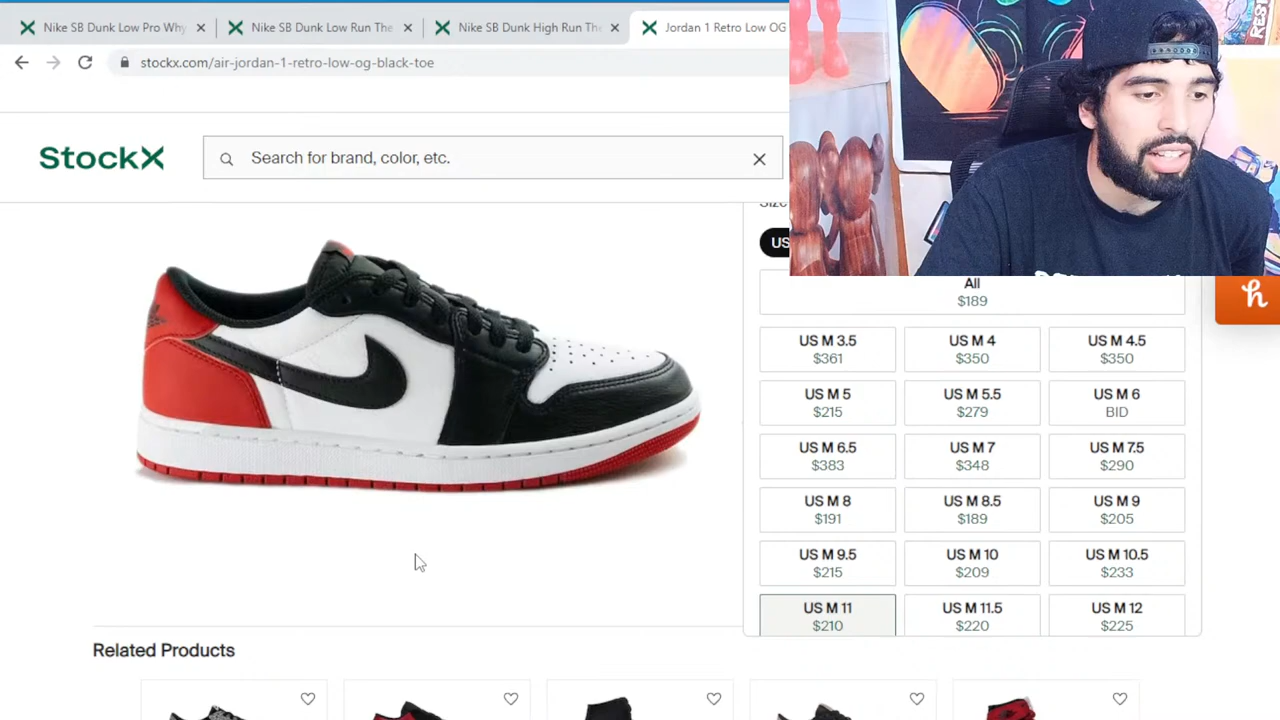 Nike SB Dunk Low Pro Why
Nike SB Dunk Low Run The
Nike SB Dunk High Run The
Jordan 1 Retro Low OG
stockx.com/air-jordan-1-retro-low-og-black-toe
StockX
Search for brand, color, etc.
Size
US
All
$189
US M 3.5
$361
US M 4
$350
US M 4.5
$350
US M 5
$215
US M 5.5
$279
US M 6
BID
US M 6.5
$383
US M 7
$348
US M 7.5
$290
US M 8
$191
US M 8.5
$189
US M 9
$205
US M 9.5
$215
US M 10
$209
US M 10.5
$233
US M 11
$210
US M 11.5
$220
US M 12
$225
h
Related Products